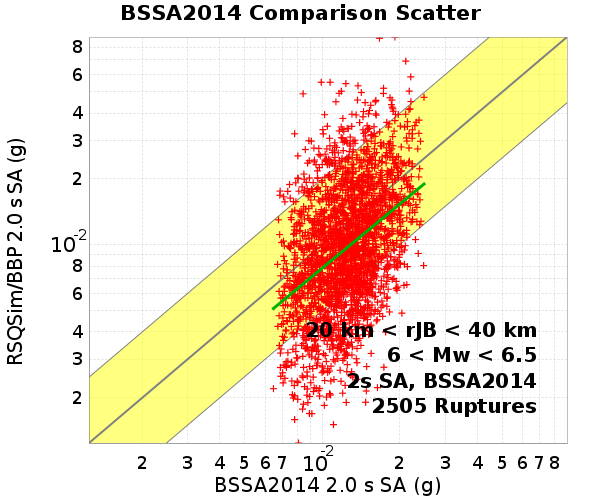 BSSA2014 Comparison Scatter
8
6
4
3
2
10-2
8
6
4
3
2
RSQSim/BBP 2.0 s SA (g)
20 km < rJB < 40 km
6 < Mw < 6.5
2s SA, BSSA2014
2505 Ruptures
2 3 4 5 6 7 10-2 2 3 4 5 6 7 8
BSSA2014 2.0 s SA (g)